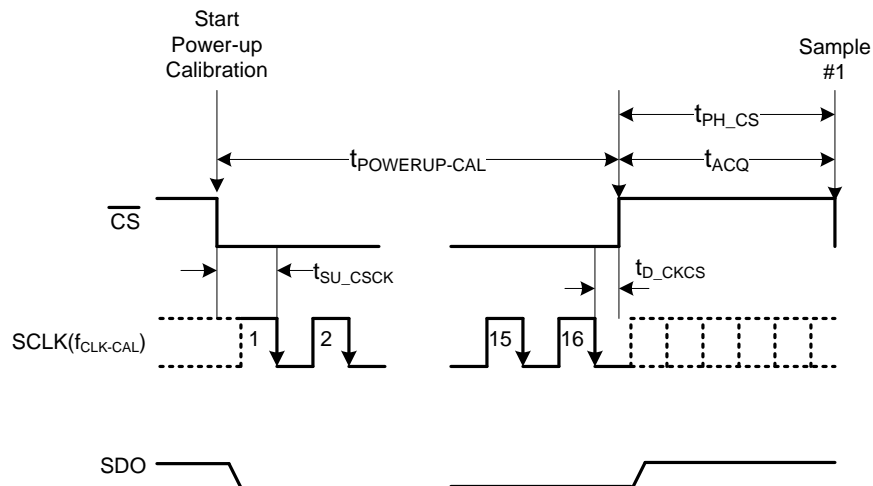 Start
Power-up
Calibration
Sample
#1
tPH_CS
tPOWERUP-CAL
tACQ
CS
tSU_CSCK
tD_CKCS
SCLK(fCLK-CAL)
1
2
15
16
SDO